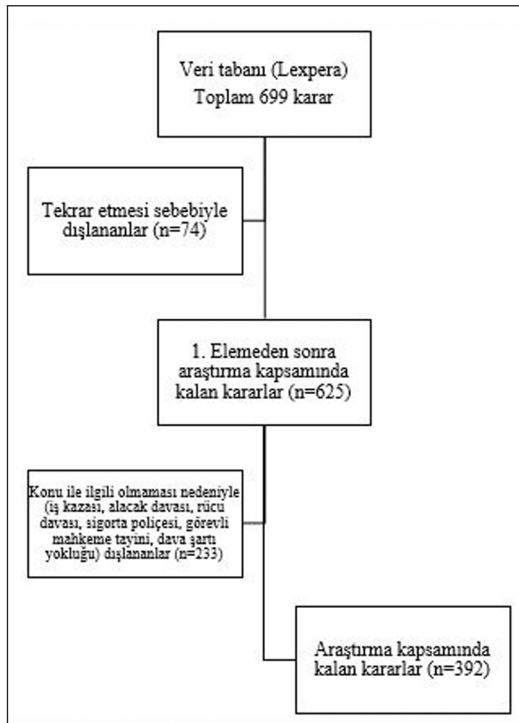 Veri tabanı (Lexpera)
Toplam 699 karar
Tekrar etmesi sebebiyle
dışlananlar (n=74)
1. Elemeden sonra
araştırma kapsamında
kalan kararlar (n=625)
Konu ile ilgili olmaması nedeniyle
(iş kazası, alacak davası, rücu
davası, sigorta poliçesi, görevli
mahkeme tayini, dava şartı
yokluğu) dışlananlar (n=233)
Araştırma kapsamında
kalan kararlar (n=392)